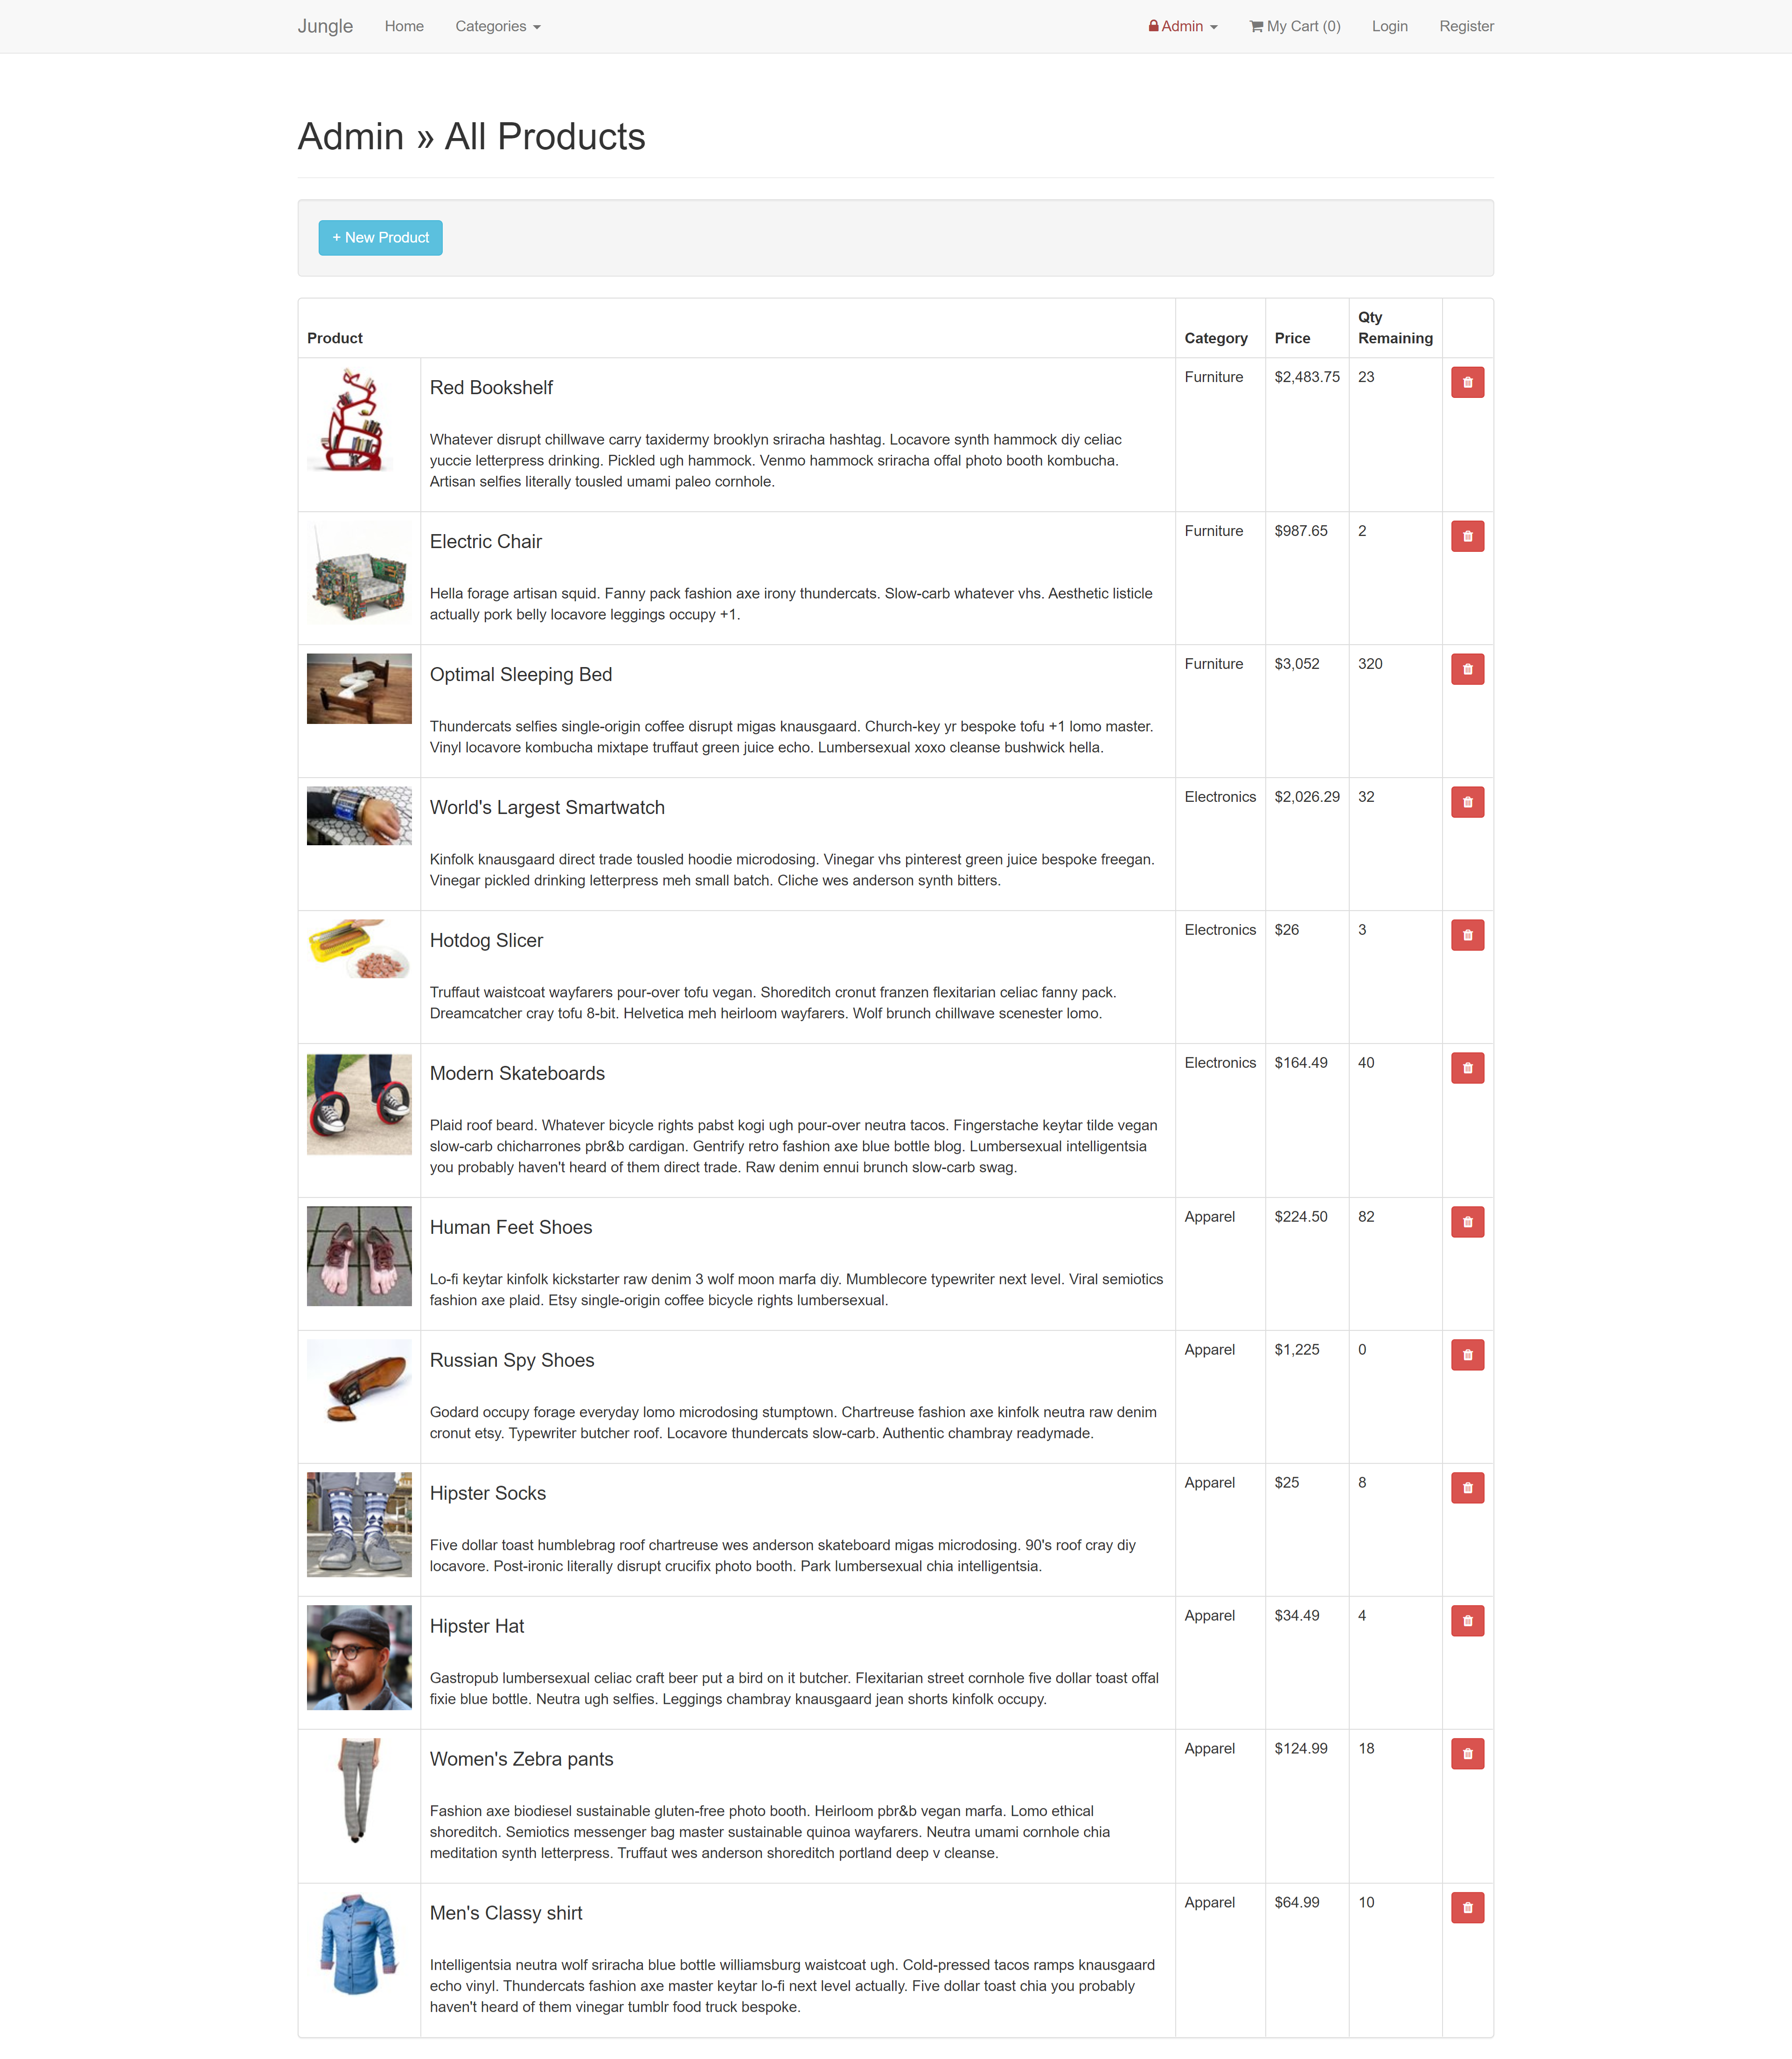 Jungle Home Categories Admin My Cart (0) Login Register
Admin » All Products
+ New Product
Product Category Price Qty Remaining
Red Bookshelf Furniture $2,483.75 23
Whatever disrupt chillwave carry taxidermy brooklyn sriracha hashtag. Locavore synth hammock diy celiac
yuccie letterpress drinking. Pickled ugh hammock. Venmo hammock sriracha offal photo booth kombucha.
Artisan selfies literally tousled umami paleo cornhole.
Electric Chair Furniture $987.65 2
Hella forage artisan squid. Fanny pack fashion axe irony thundercats. Slow-carb whatever vhs. Aesthetic listicle
actually pork belly locavore leggings occupy +1.
Optimal Sleeping Bed Furniture $3,052 320
Thundercats selfies single-origin coffee disrupt migas knausgaard. Church-key yr bespoke tofu +1 lomo master.
Vinyl locavore kombucha mixtape truffaut green juice echo. Lumbersexual xoxo cleanse bushwick hella.
World's Largest Smartwatch Electronics $2,026.29 32
Kinfolk knausgaard direct trade tousled hoodie microdosing. Vinegar vhs pinterest green juice bespoke freegan.
Vinegar pickled drinking letterpress meh small batch. Cliche wes anderson synth bitters.
Hotdog Slicer Electronics $26 3
Truffaut waistcoat wayfarers pour-over tofu vegan. Shoreditch cronut franzen flexitarian celiac fanny pack.
Dreamcatcher cray tofu 8-bit. Helvetica meh heirloom wayfarers. Wolf brunch chillwave scenester lomo.
Modern Skateboards Electronics $164.49 40
Plaid roof beard. Whatever bicycle rights pabst kogi ugh pour-over neutra tacos. Fingerstache keytar tilde vegan
slow-carb chicharrones pbr&b cardigan. Gentrify retro fashion axe blue bottle blog. Lumbersexual intelligentsia
you probably haven't heard of them direct trade. Raw denim ennui brunch slow-carb swag.
Human Feet Shoes Apparel $224.50 82
Lo-fi keytar kinfolk kickstarter raw denim 3 wolf moon marfa diy. Mumblecore typewriter next level. Viral semiotics
fashion axe plaid. Etsy single-origin coffee bicycle rights lumbersexual.
Russian Spy Shoes Apparel $1,225 0
Godard occupy forage everyday lomo microdosing stumptown. Chartreuse fashion axe kinfolk neutra raw denim
cronut etsy. Typewriter butcher roof. Locavore thundercats slow-carb. Authentic chambray readymade.
Hipster Socks Apparel $25 8
Five dollar toast humblebrag roof chartreuse wes anderson skateboard migas microdosing. 90's roof cray diy
locavore. Post-ironic literally disrupt crucifix photo booth. Park lumbersexual chia intelligentsia.
Hipster Hat Apparel $34.49 4
Gastropub lumbersexual celiac craft beer put a bird on it butcher. Flexitarian street cornhole five dollar toast offal
fixie blue bottle. Neutra ugh selfies. Leggings chambray knausgaard jean shorts kinfolk occupy.
Women's Zebra pants Apparel $124.99 18
Fashion axe biodiesel sustainable gluten-free photo booth. Heirloom pbr&b vegan marfa. Lomo ethical
shoreditch. Semiotics messenger bag master sustainable quinoa wayfarers. Neutra umami cornhole chia
meditation synth letterpress. Truffaut wes anderson shoreditch portland deep v cleanse.
Men's Classy shirt Apparel $64.99 10
Intelligentsia neutra wolf sriracha blue bottle williamsburg waistcoat ugh. Cold-pressed tacos ramps knausgaard
echo vinyl. Thundercats fashion axe master keytar lo-fi next level actually. Five dollar toast chia you probably
haven't heard of them vinegar tumblr food truck bespoke.